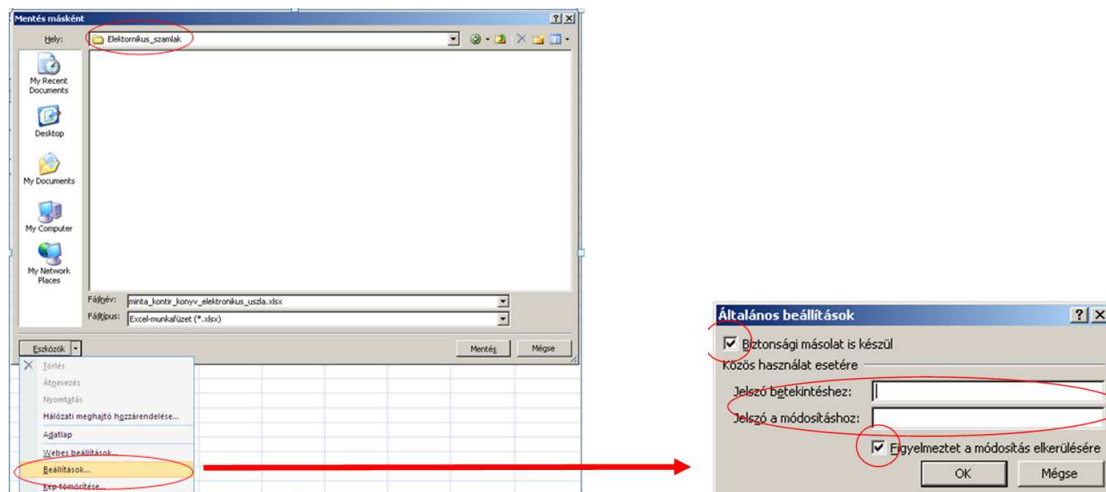 Mentés másként
Hely:
Elektornikus_szamlak
My Recent
Documents
Desktop
My Documents
My Computer
My Network
Places
Fájlnév:
minta_kontir_konyv_elektronikus_uszla.xlsx
Fájltípus:
Excel-munkafüzet (*.xlsx)
Eszközök
Mentés
Mégse
Törlés
Átnevezés
Nyomtatás
Hálózati meghajtó hozzárendelése...
Adatlap
Webes beállítások...
Beállítások...
Kép tömörítése...
Általános beállítások
Biztonsági másolat is készül
Közös használat esetére
Jelszó betekintéshez:
Jelszó a módosításhoz:
Figyelmeztet a módosítás elkerülésére
OK
Mégse